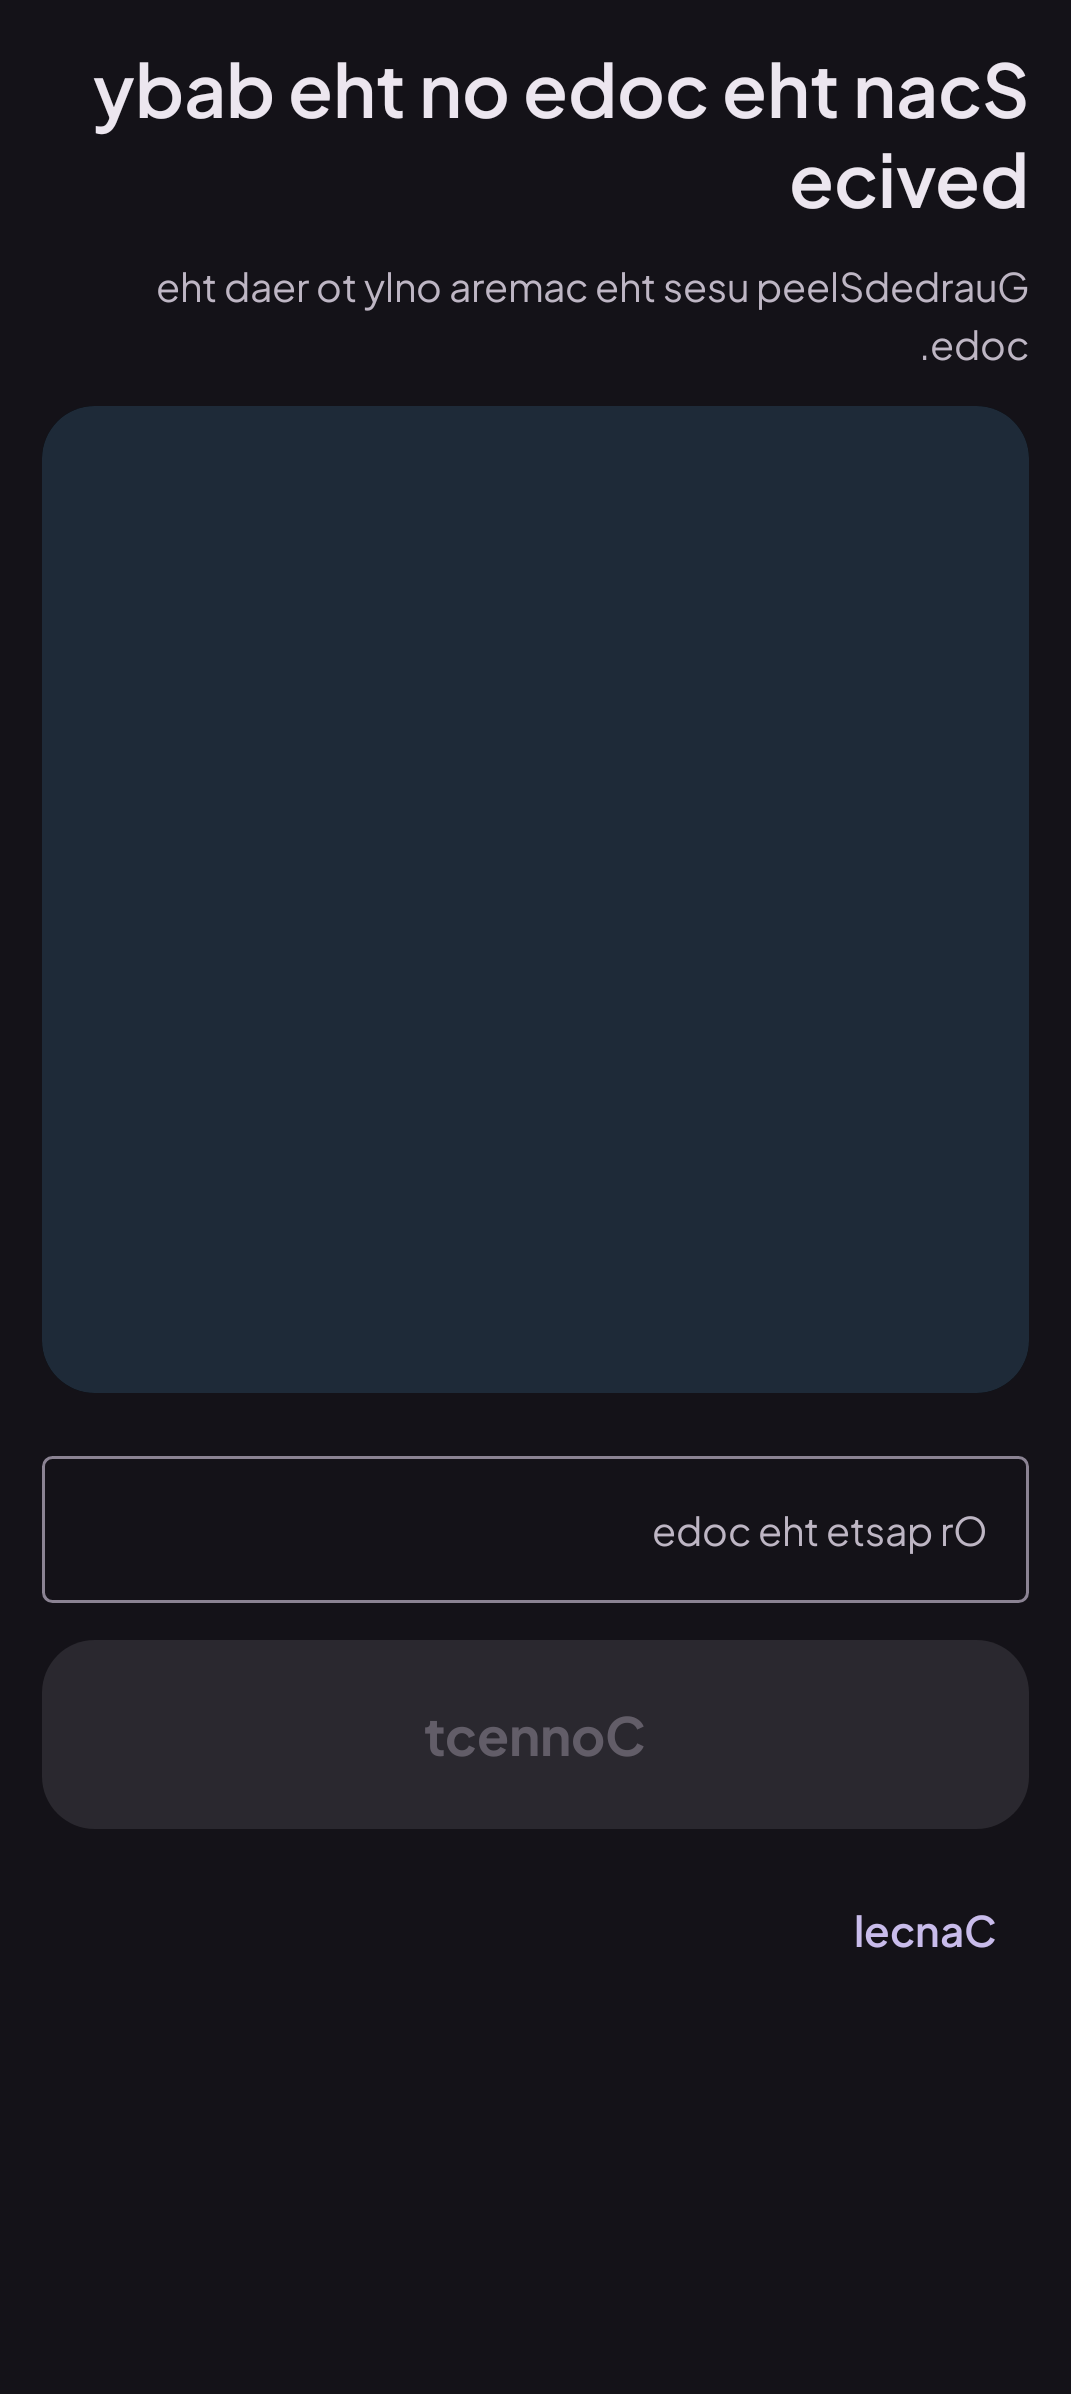 ybab eht no edoc eht nacS
ecived
eht daer ot ylno aremac eht sesu peelSdedrauG
.edoc
edoc eht etsap rO
tcennoC
lecnaC